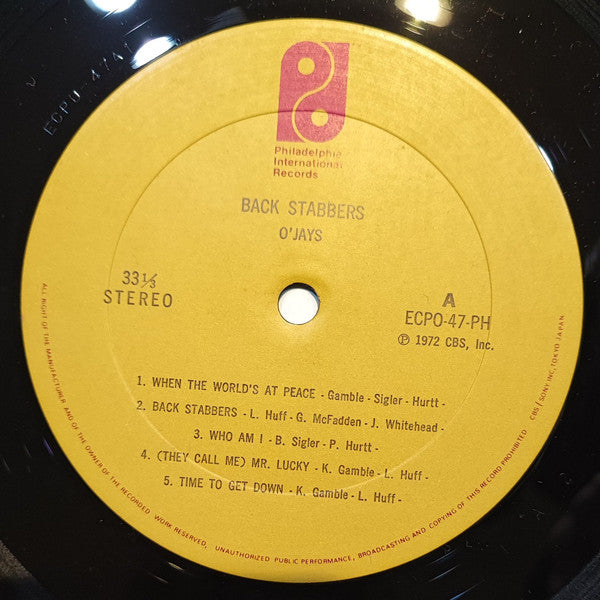 ECPO-47A1
Philadelphia
International
Records
BACK STABBERS
O'JAYS
33⅓
STEREO
A
ECPO-47-PH
Ⓟ 1972 CBS, Inc.
1. WHEN THE WORLD'S AT PEACE - Gamble - Sigler - Hurtt -
2. BACK STABBERS - L. Huff - G. McFadden - J. Whitehead -
3. WHO AM I - B. Sigler - P. Hurtt -
4. (THEY CALL ME) MR. LUCKY - K. Gamble - L. Huff -
5. TIME TO GET DOWN - K. Gamble - L. Huff -
ALL RIGHT OF THE MANUFACTURER AND OF THE OWNER OF THE RECORDED WORK RESERVED, UNAUTHORIZED PUBLIC PERFORMANCE, BROADCASTING AND COPYING OF THIS RECORD PROHIBITED CBS/SONY, INC, TOKYO JAPAN